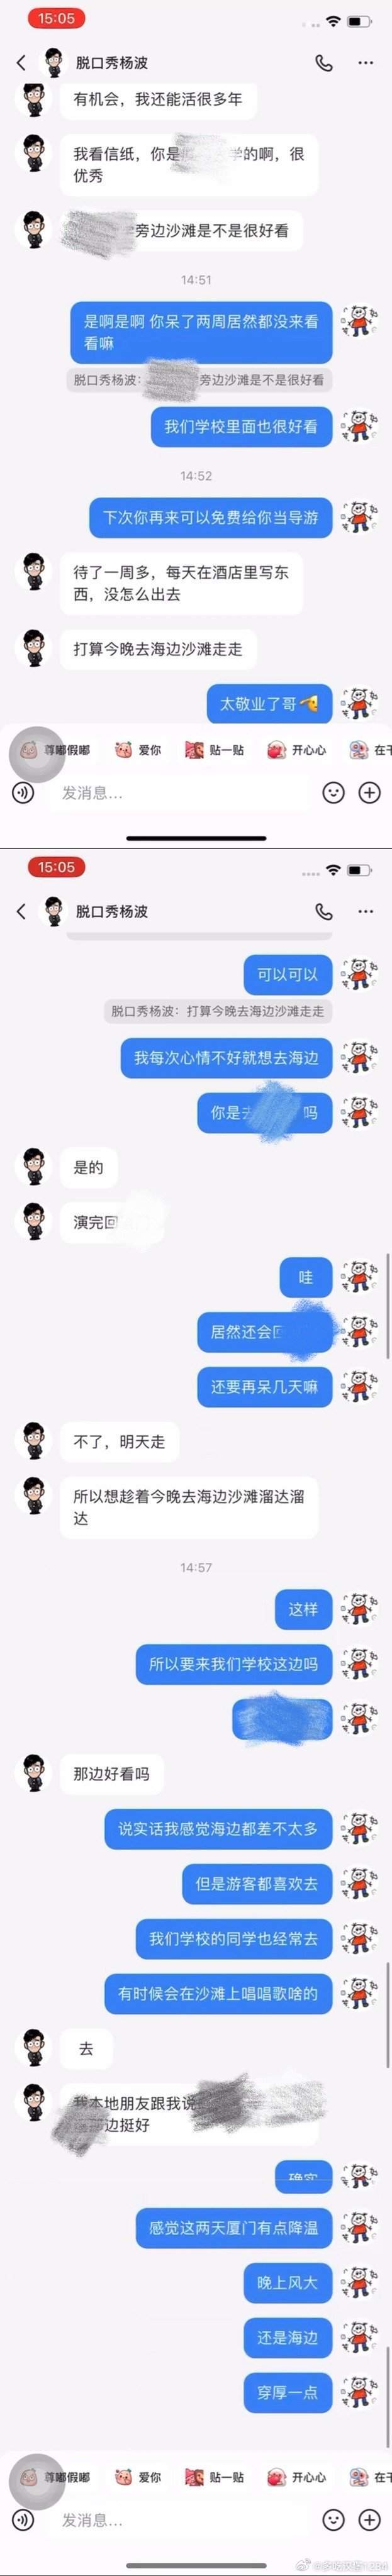 15:05
脱口秀杨波
有机会，我还能活很多年
我看信纸，你是 学的啊，很
优秀
旁边沙滩是不是很好看
14:51
是啊是啊 你呆了两周居然都没来看
看嘛
脱口秀杨波： 旁边沙滩是不是很好看
我们学校里面也很好看
14:52
下次你再来可以免费给你当导游
待了一周多，每天在酒店里写东
西，没怎么出去
打算今晚去海边沙滩走走
太敬业了哥
尊嘟假嘟 爱你 贴一贴 开心心 在干
发消息...
15:05
脱口秀杨波
可以可以
脱口秀杨波：打算今晚去海边沙滩走走
我每次心情不好就想去海边
你是去 吗
是的
演完回
哇
居然还会回
还要再呆几天嘛
不了，明天走
所以想趁着今晚去海边沙滩溜达溜
达
14:57
这样
所以要来我们学校这边吗
那边好看吗
说实话我感觉海边都差不太多
但是游客都喜欢去
我们学校的同学也经常去
有时候会在沙滩上唱唱歌啥的
去
我本地朋友跟我说
边挺好
确实
感觉这两天厦门有点降温
晚上风大
还是海边
穿厚一点
尊嘟假嘟 爱你 贴一贴 开心心 在干
发消息...